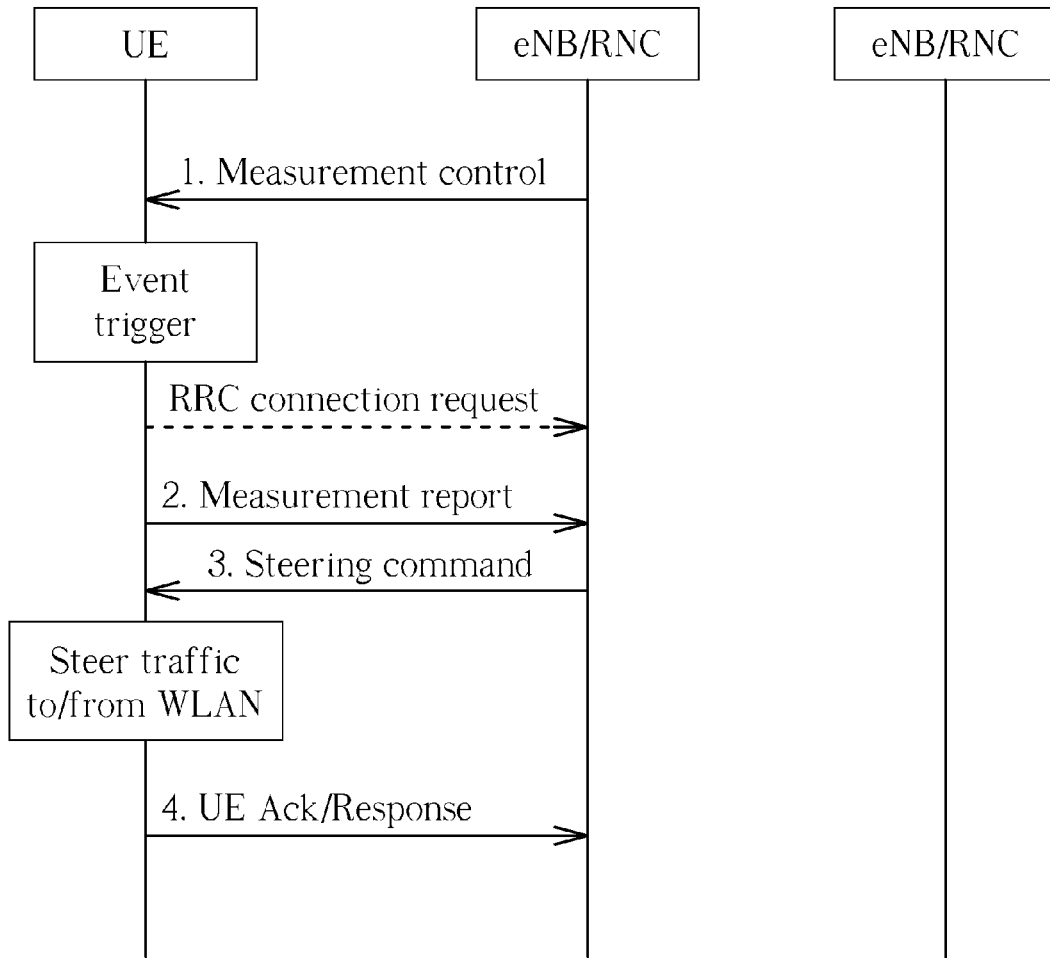 UE
eNB/RNC
eNB/RNC
1. Measurement control
Event
trigger
RRC connection request
2. Measurement report
3. Steering command
Steer traffic
to/from WLAN
4. UE Ack/Response